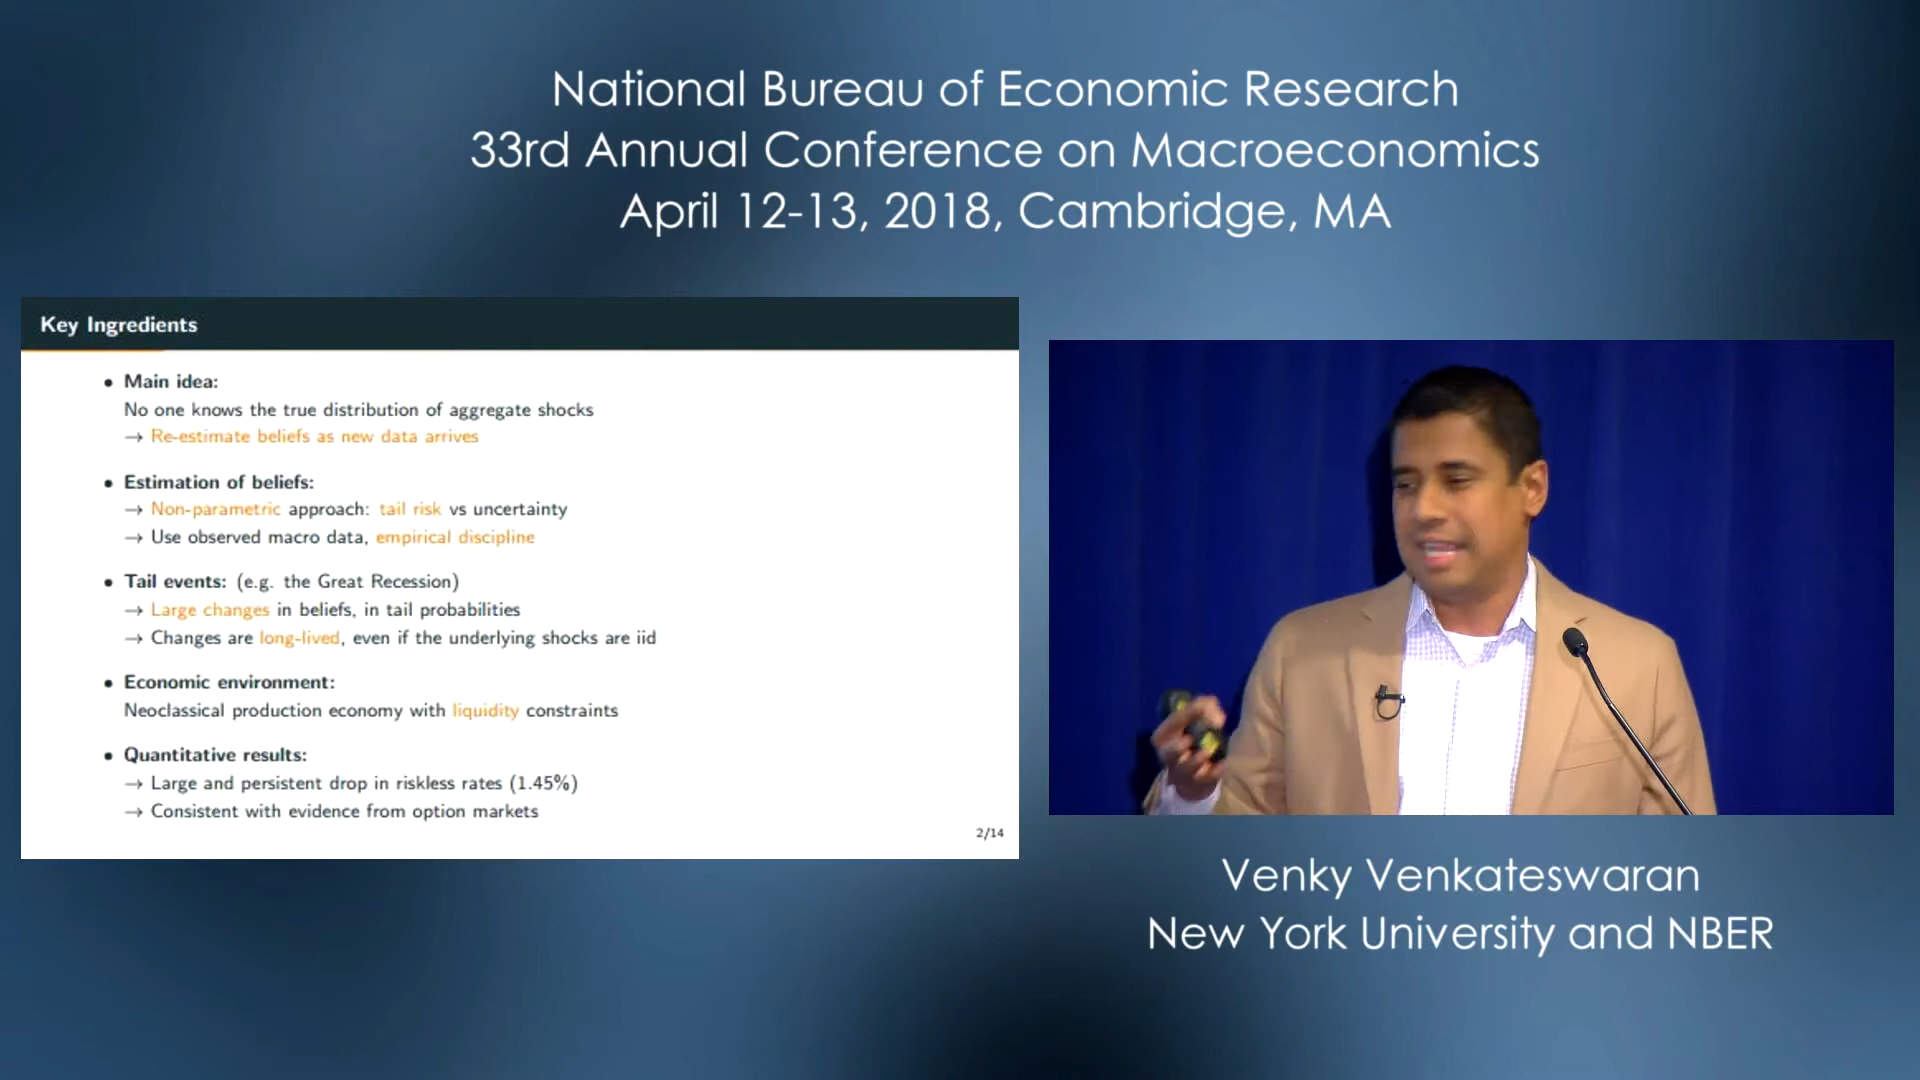 National Bureau of Economic Research
33rd Annual Conference on Macroeconomics
April 12-13, 2018, Cambridge, MA
Key Ingredients
• Main idea:
No one knows the true distribution of aggregate shocks
→ Re-estimate beliefs as new data arrives
• Estimation of beliefs:
→ Non-parametric approach: tail risk vs uncertainty
→ Use observed macro data, empirical discipline
• Tail events: (e.g. the Great Recession)
→ Large changes in beliefs, in tail probabilities
→ Changes are long-lived, even if the underlying shocks are iid
• Economic environment:
Neoclassical production economy with liquidity constraints
• Quantitative results:
→ Large and persistent drop in riskless rates (1.45%)
→ Consistent with evidence from option markets
2/14
Venky Venkateswaran
New York University and NBER